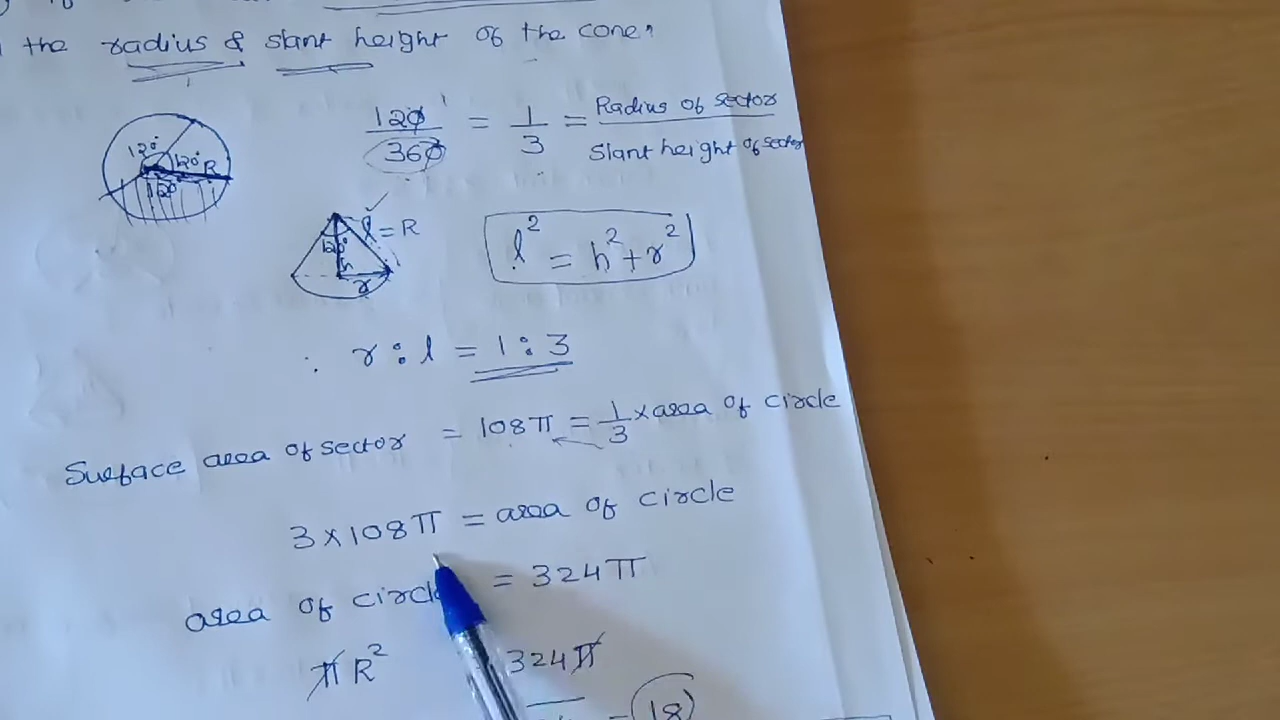 the radius & slant height of the cone?
120° 120° R 120°
120/360 = 1/3 = Radius of sector/Slant height of sector
120° l = R h r
l² = h² + r²
∴ r : l = 1 : 3
Surface area of sector = 108π = 1/3 × area of circle
3×108π = area of circle
area of circle = 324π
πR² 324π
= 18